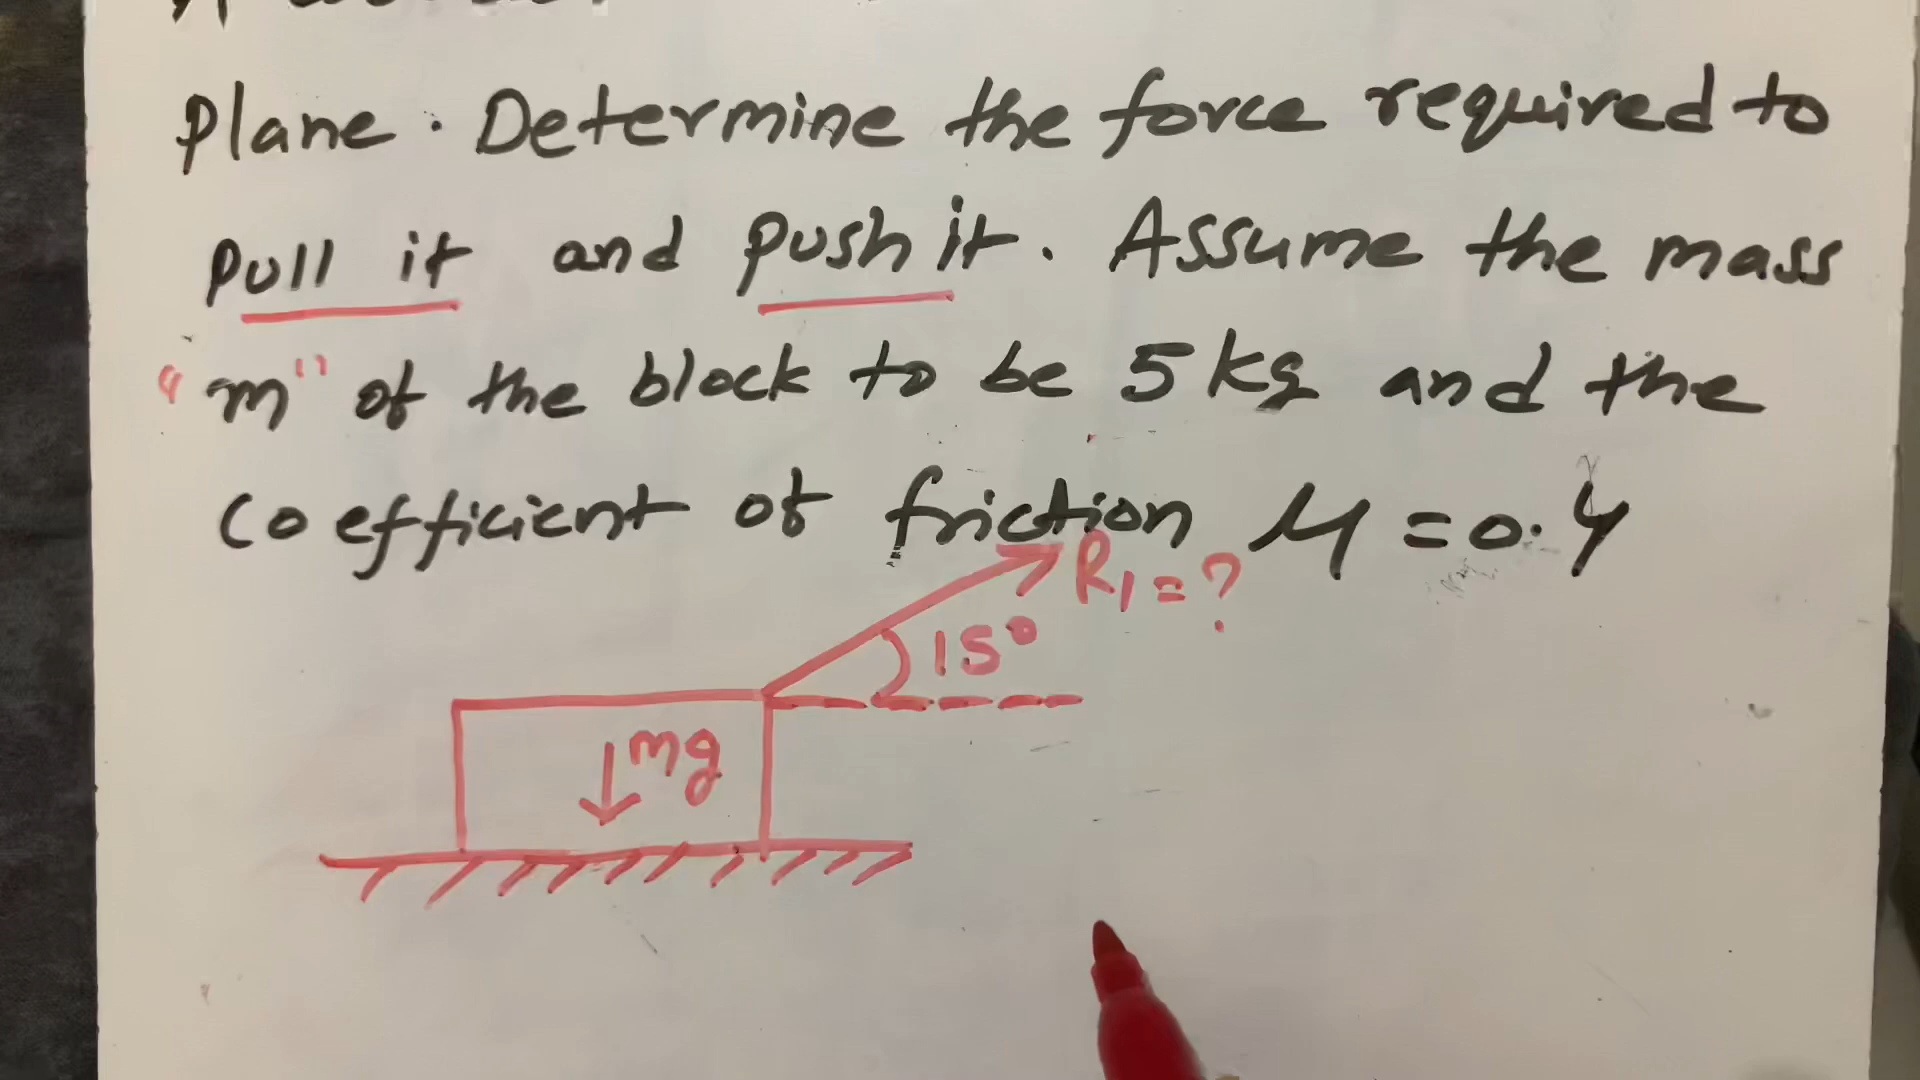 Plane. Determine the force required to
Pull it and push it. Assume the mass
"m" of the block to be 5 kg and the
coefficient of friction μ = 0.4
R1 = ?
15°
mg